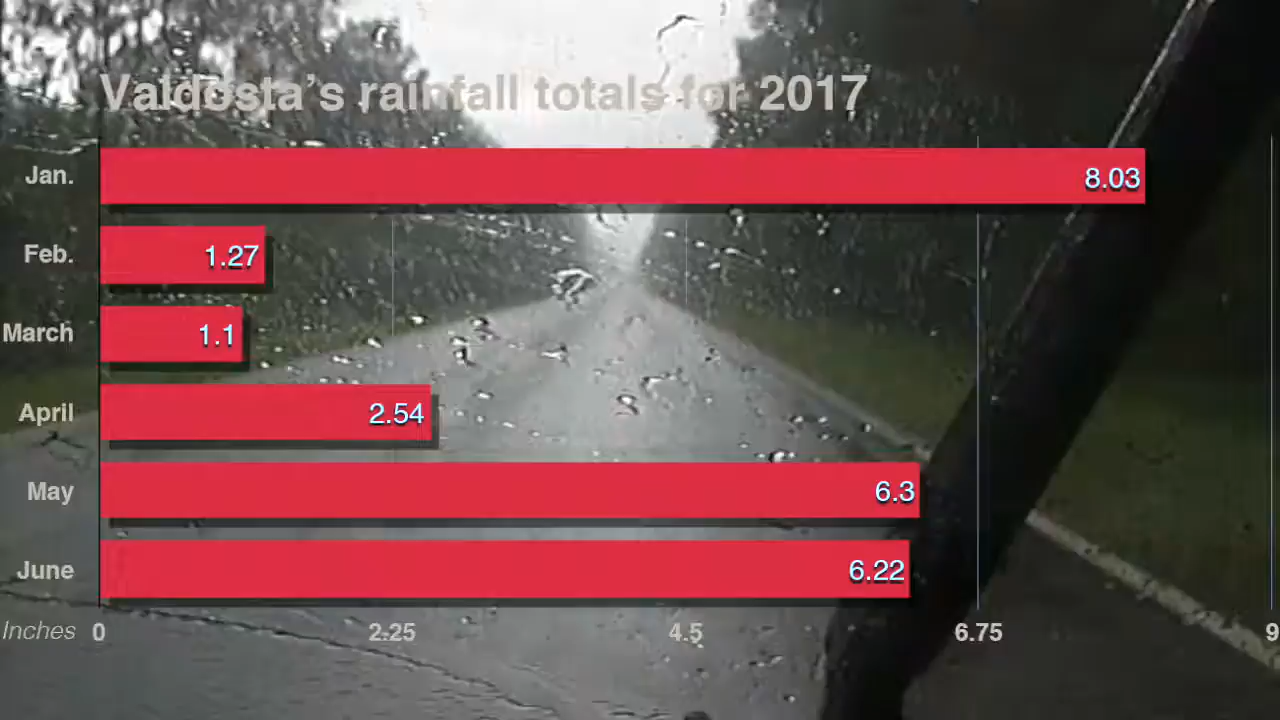 Valdosta's rainfall totals for 2017
Jan. 8.03
Feb. 1.27
March 1.1
April 2.54
May 6.3
June 6.22
Inches 0 2.25 4.5 6.75 9